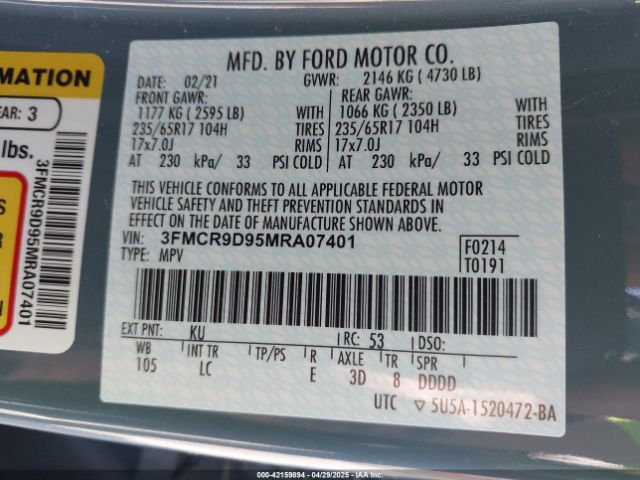 MFD. BY FORD MOTOR CO.
DATE: 02/21 GVWR: 2146 KG ( 4730 LB)
FRONT GAWR: REAR GAWR:
1177 KG ( 2595 LB) WITH 1066 KG ( 2350 LB) WITH
235/65R17 104H TIRES 235/65R17 104H TIRES
17x7.0J RIMS 17x7.0J RIMS
AT 230 kPa/ 33 PSI COLD AT 230 kPa/ 33 PSI COLD
THIS VEHICLE CONFORMS TO ALL APPLICABLE FEDERAL MOTOR
VEHICLE SAFETY AND THEFT PREVENTION STANDARDS IN
EFFECT ON THE DATE OF MANUFACTURE SHOWN ABOVE.
VIN: 3FMCR9D95MRA07401
TYPE: MPV
F0214
T0191
EXT PNT: KU RC: 53 DSO:
WB INT TR TP/PS R AXLE TR SPR
105 LC E 3D 8 DDDD
UTC ▽ 5U5A-1520472-BA
MATION
EAR: 3
lbs.
S
3FMCR9D95MRA07401
00-42159894 | 04/29/2025 - IAAI.COM